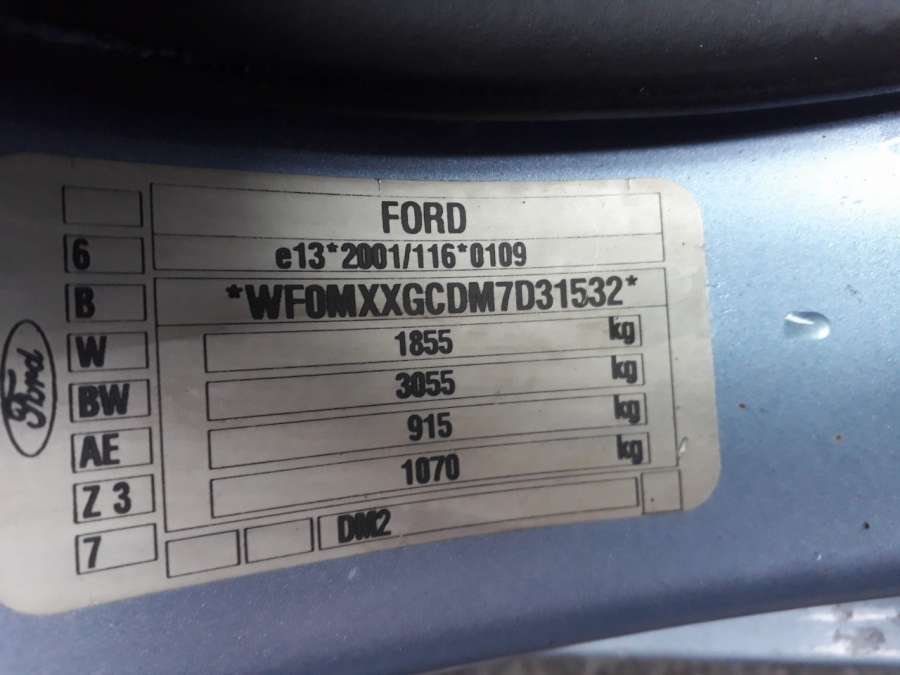 FORD
6 e13*2001/116*0109
B *WF0MXXGCDM7D31532*
W 1855 kg
BW 3055 kg
AE 915 kg
Z 3 1070 kg
7 DM2
Ford